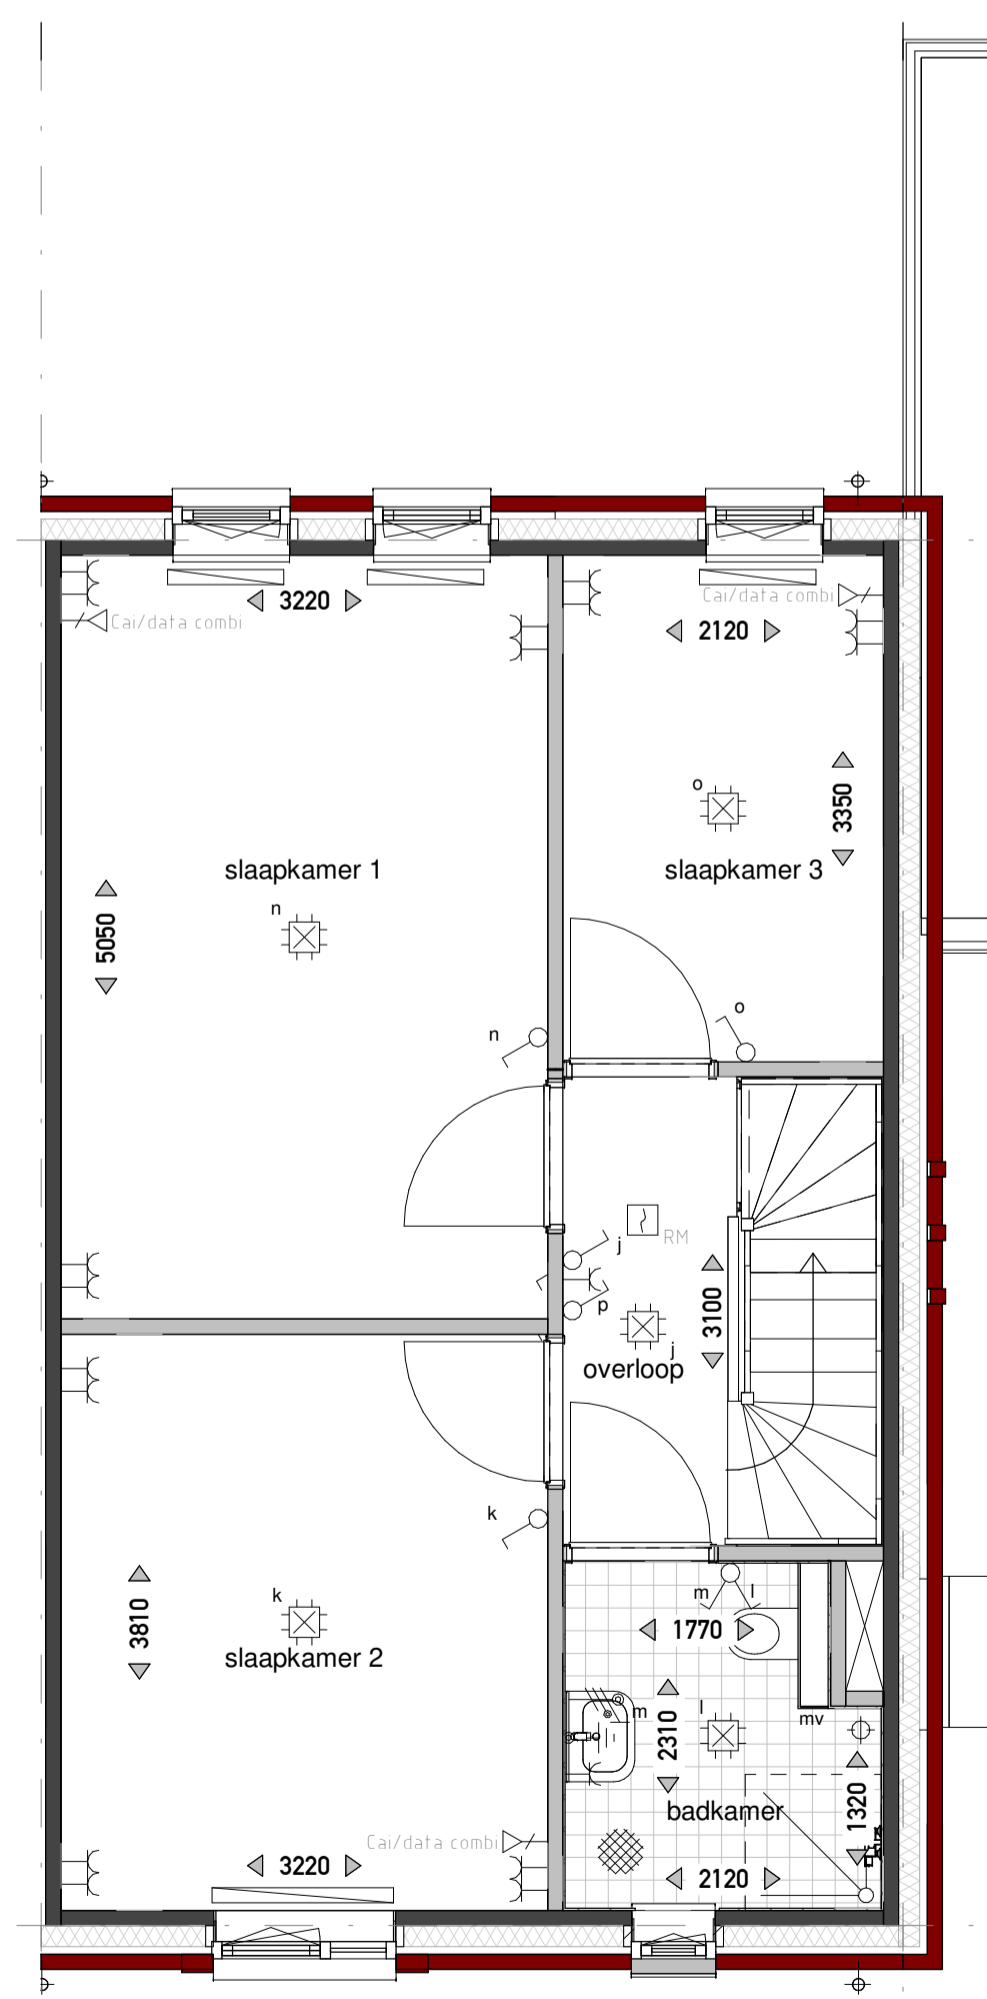 3220
Cai/data combi
Cai/data combi
2120
o
3350
slaapkamer 1
slaapkamer 3
n
5050
o
n
RM
j
p
3100
j
overloop
k
k
3810
slaapkamer 2
m
l
1770
m
l
mv
2310
1320
badkamer
Cai/data combi
3220
2120